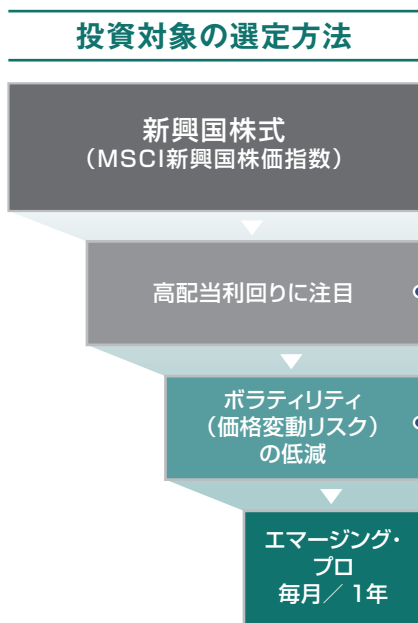 投資対象の選定方法
新興国株式
（MSCI新興国株価指数）
高配当利回りに注目
ボラティリティ
（価格変動リスク）
の低減
エマージング・
プロ
毎月／1年